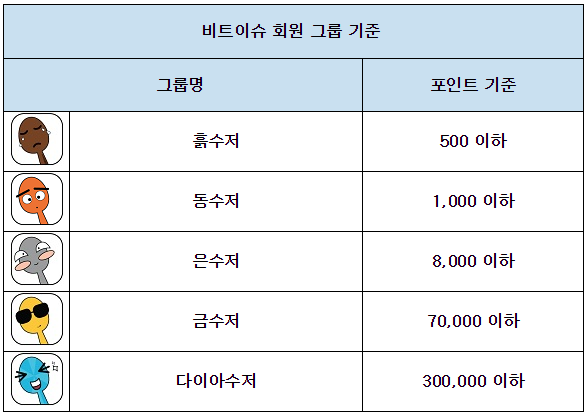 비트이슈 회원 그룹 기준
그룹명 포인트 기준
흙수저 500 이하
동수저 1,000 이하
은수저 8,000 이하
금수저 70,000 이하
다이아수저 300,000 이하